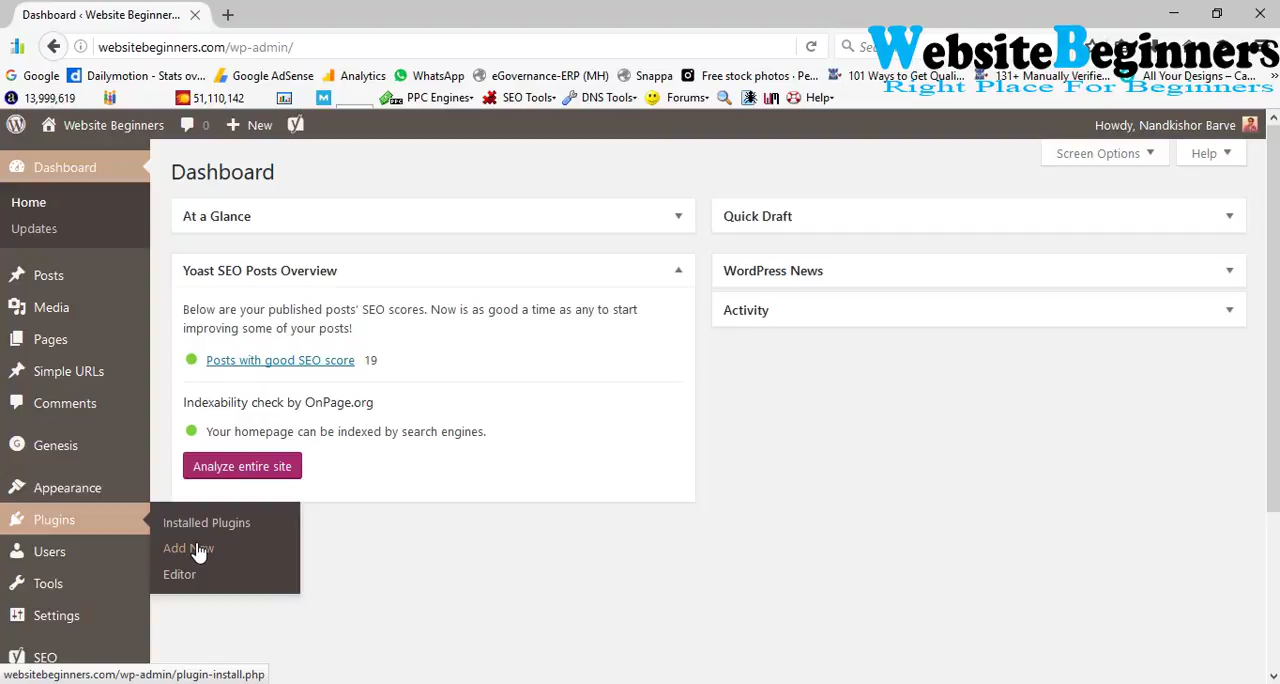 Dashboard ‹ Website Beginner...
websitebeginners.com/wp-admin/
WebsiteBeginners
Right Place For Beginners
Google
Dailymotion - Stats ov...
Google AdSense
Analytics
WhatsApp
eGovernance-ERP (MH)
Snappa
Free stock photos · Pe...
101 Ways to Get Quali...
131+ Manually Verifie...
All Your Designs – Ca...
13,999,619
51,110,142
PPC Engines
SEO Tools
DNS Tools
Forums
Help
Website Beginners
0
New
Howdy, Nandkishor Barve
Screen Options
Help
Dashboard
Home
Updates
Posts
Media
Pages
Simple URLs
Comments
Genesis
Appearance
Plugins
Users
Tools
Settings
SEO
Installed Plugins
Add New
Editor
Dashboard
At a Glance
Yoast SEO Posts Overview
Below are your published posts' SEO scores. Now is as good a time as any to start
improving some of your posts!
Posts with good SEO score 19
Indexability check by OnPage.org
Your homepage can be indexed by search engines.
Analyze entire site
Quick Draft
WordPress News
Activity
websitebeginners.com/wp-admin/plugin-install.php